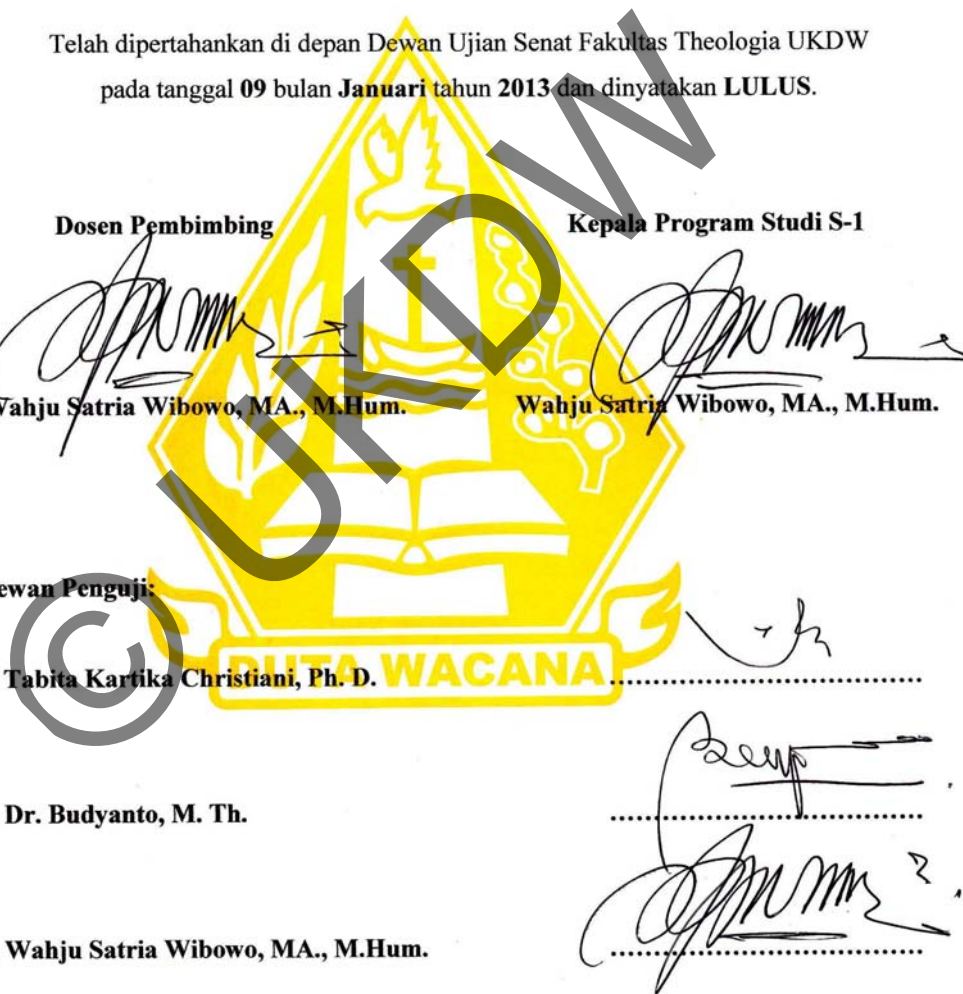 Telah dipertahankan di depan Dewan Ujian Senat Fakultas Theologia UKDW
pada tanggal 09 bulan Januari tahun 2013 dan dinyatakan LULUS.
Dosen Pembimbing
Kepala Program Studi S-1
Wahju Satria Wibowo, MA., M.Hum.
Wahju Satria Wibowo, MA., M.Hum.
ewan Penguji:
Tabita Kartika Christiani, Ph. D.
DUTA WACANA
Dr. Budyanto, M. Th.
Wahju Satria Wibowo, MA., M.Hum.
© UKDW